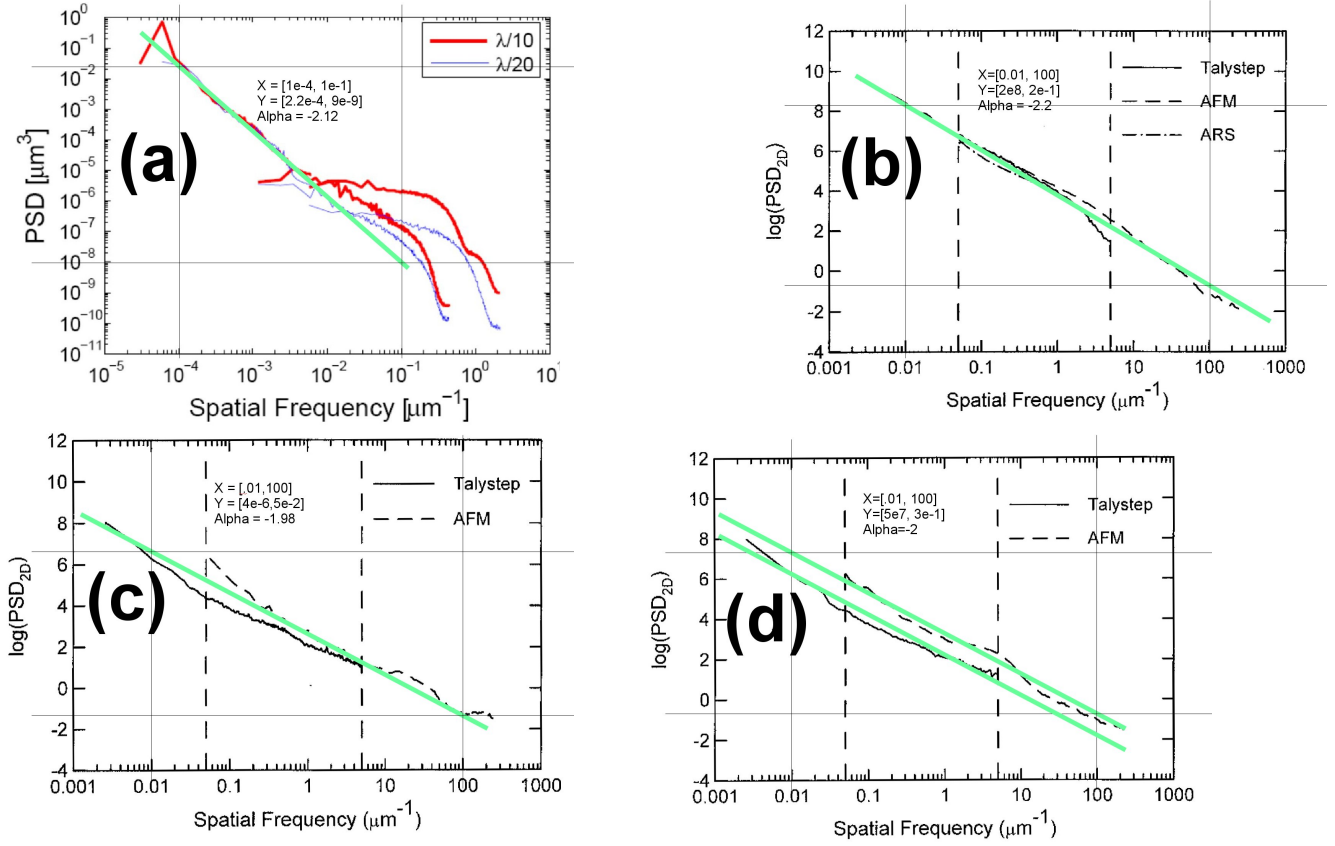 10^0
10^-1
10^-2
10^-3
10^-4
10^-5
10^-6
10^-7
10^-8
10^-9
10^-10
10^-11
PSD [μm^3]
λ/10
λ/20
X = [1e-4, 1e-1]
Y = [2.2e-4, 9e-9]
Alpha = -2.12
(a)
10^-5 10^-4 10^-3 10^-2 10^-1 10^0 10
Spatial Frequency [μm^-1]
12
10
8
6
4
2
0
-2
-4
log(PSD2D)
X=[0.01, 100]
Y=[2e8, 2e-1]
Alpha = -2.2
Talystep
AFM
ARS
(b)
0.001 0.01 0.1 1 10 100 1000
Spatial Frequency (μm^-1)
12
10
8
6
4
2
0
-2
-4
log(PSD2D)
X = [.01,100]
Y = [4e-6,5e-2]
Alpha = -1.98
Talystep
AFM
(c)
0.001 0.01 0.1 1 10 100 1000
Spatial Frequency (μm^-1)
12
10
8
6
4
2
0
-2
-4
log(PSD2D)
X=[.01, 100]
Y=[5e7, 3e-1]
Alpha=-2
Talystep
AFM
(d)
0.001 0.01 0.1 1 10 100 1000
Spatial Frequency (μm^-1)